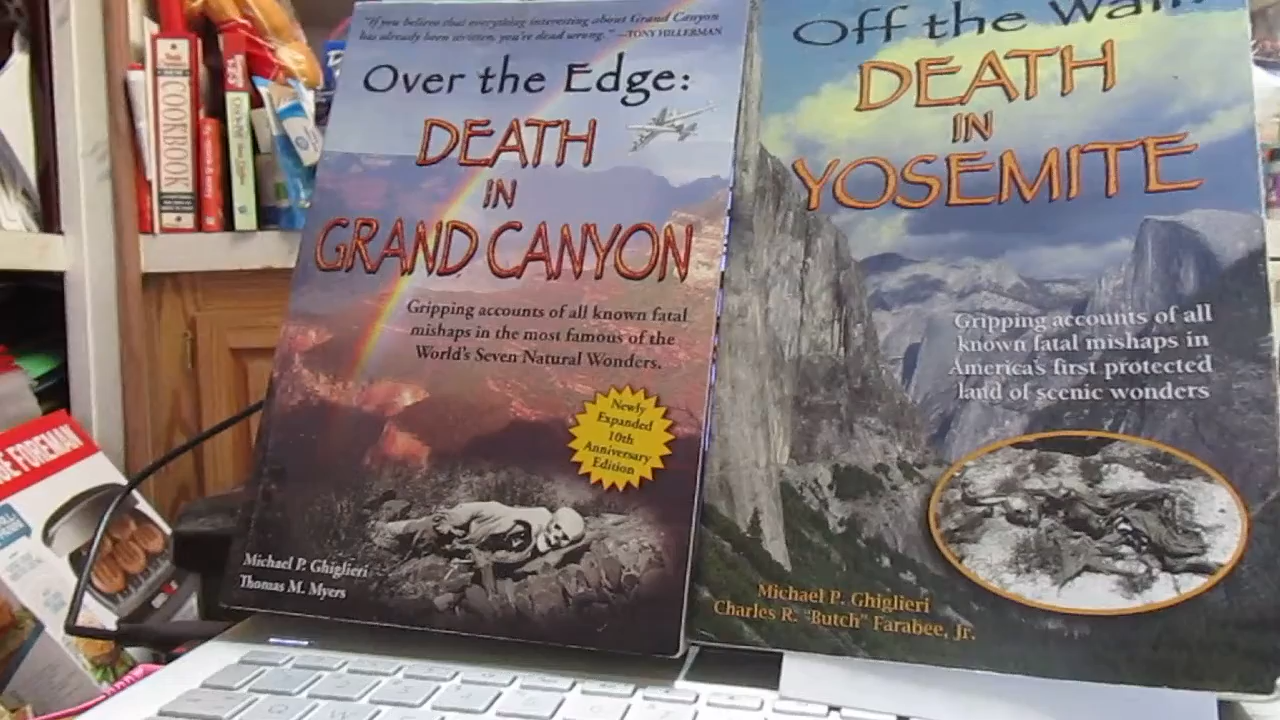 "If you believe that everything interesting about Grand Canyon
has already been written, you're dead wrong." —TONY HILLERMAN
Over the Edge:
DEATH
IN
GRAND CANYON
Gripping accounts of all known fatal
mishaps in the most famous of the
World's Seven Natural Wonders.
Newly
Expanded
10th
Anniversary
Edition
Michael P. Ghiglieri
Thomas M. Myers
Off the Wall:
DEATH
IN
YOSEMITE
Gripping accounts of all
known fatal mishaps in
America's first protected
land of scenic wonders
Michael P. Ghiglieri
Charles R. "Butch" Farabee, Jr.
COOKBOOK
FOREMAN